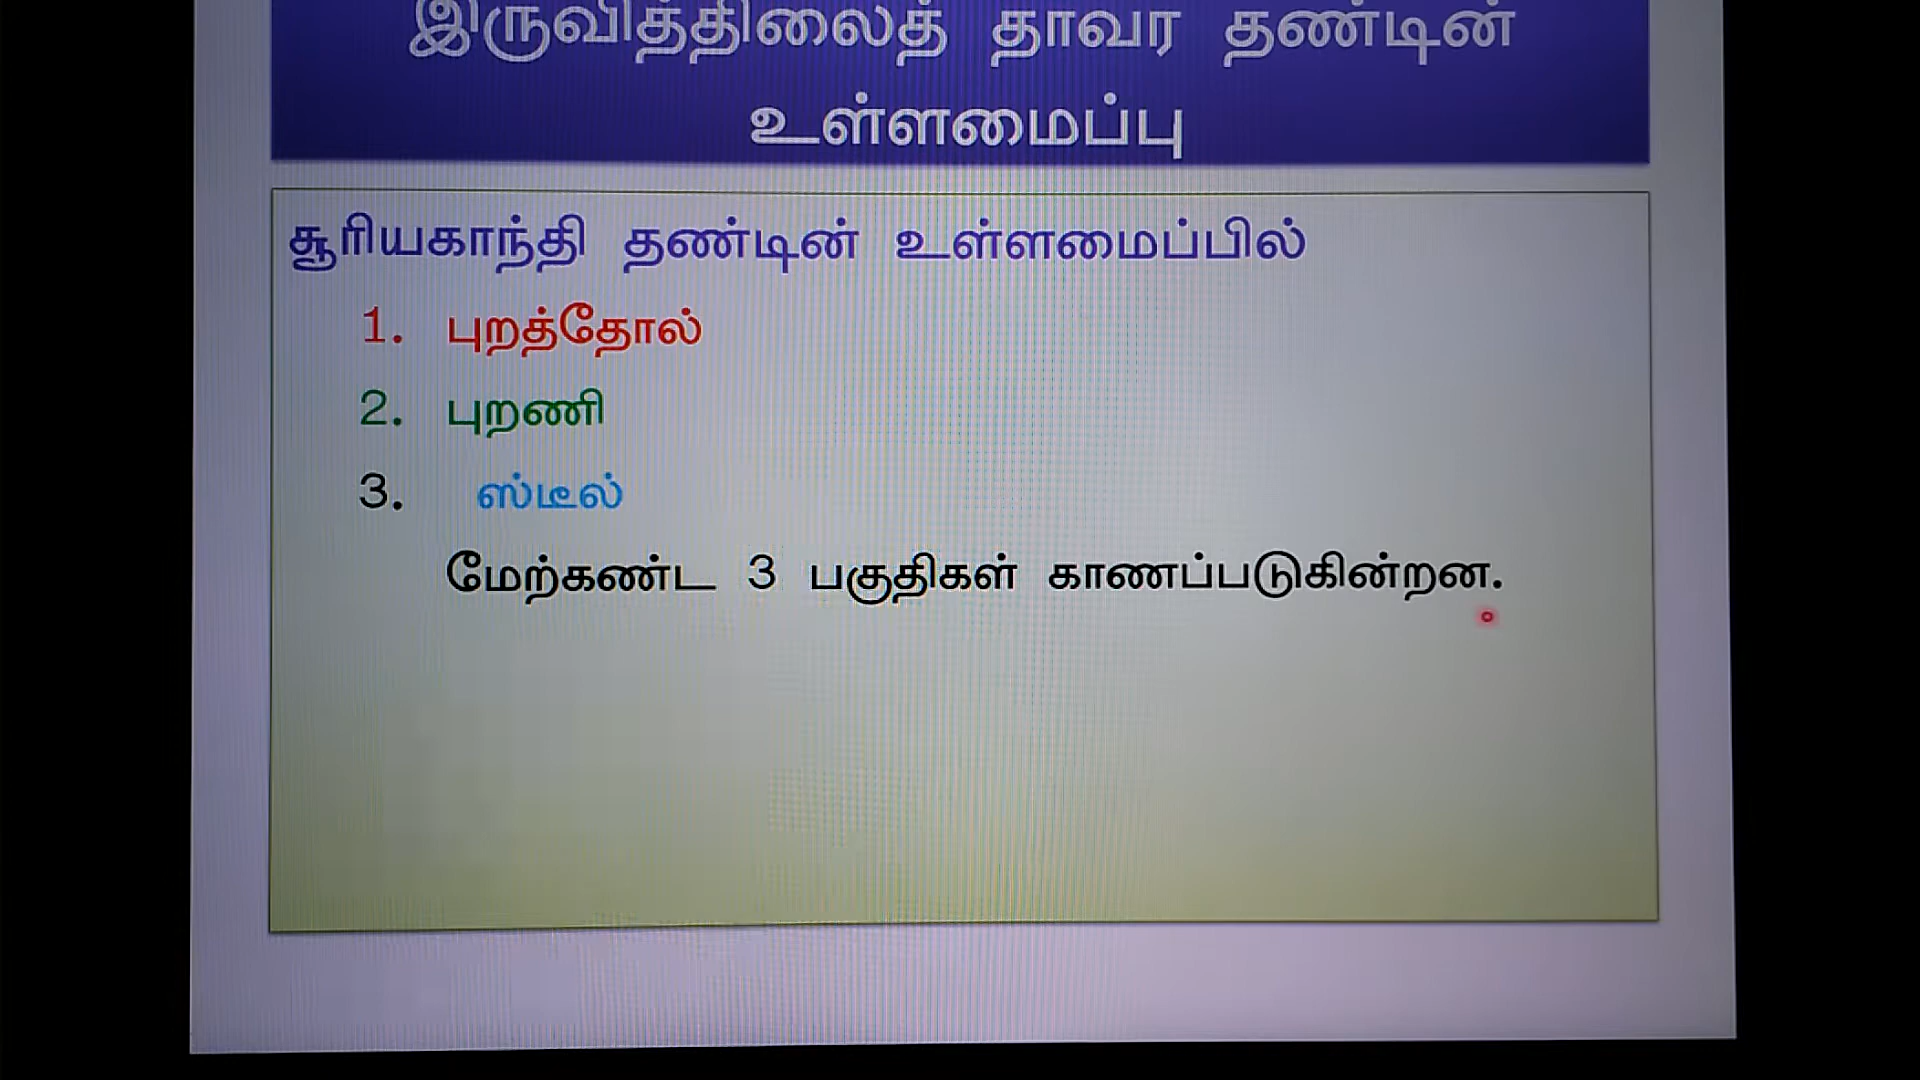 இருவித்திலைத் தாவர தண்டின்
உள்ளமைப்பு
சூரியகாந்தி தண்டின் உள்ளமைப்பில்
1. புறத்தோல்
2. புறணி
3. ஸ்டீல்
மேற்கண்ட 3 பகுதிகள் காணப்படுகின்றன.